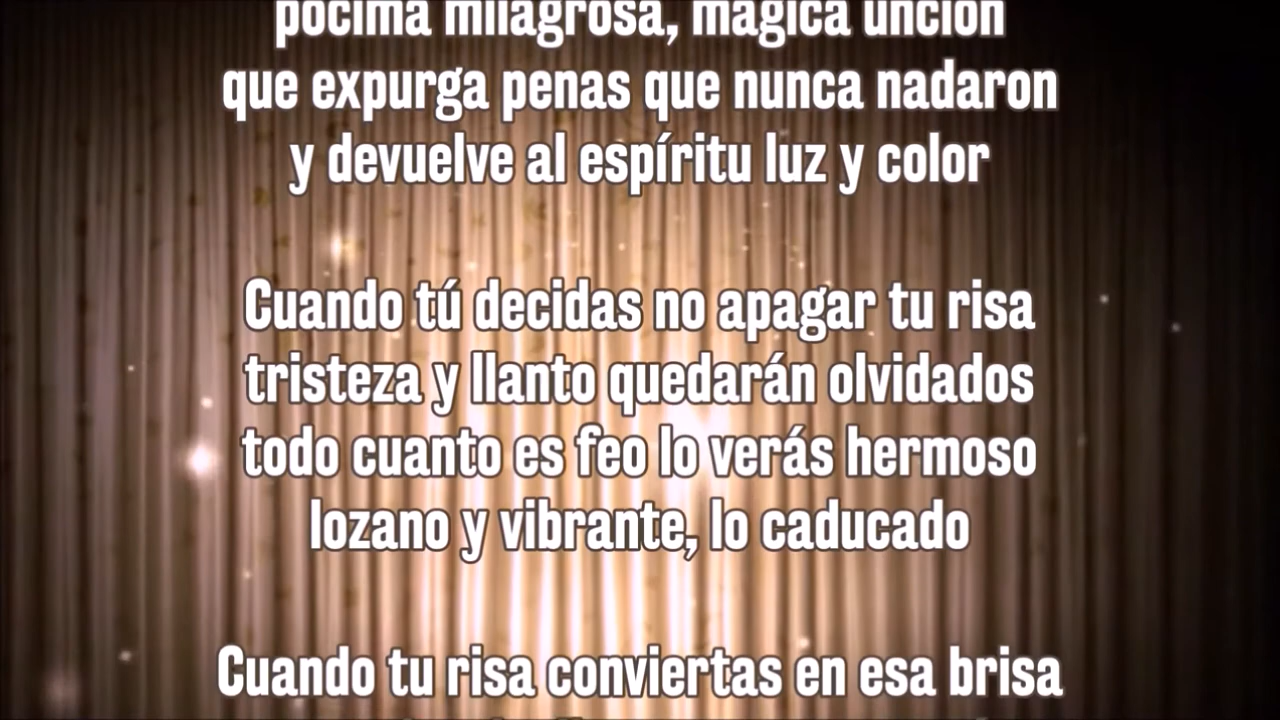 pócima milagrosa, mágica unción
que expurga penas que nunca nadaron
y devuelve al espíritu luz y color
Cuando tú decidas no apagar tu risa
tristeza y llanto quedarán olvidados
todo cuanto es feo lo verás hermoso
lozano y vibrante, lo caducado
Cuando tu risa conviertas en esa brisa